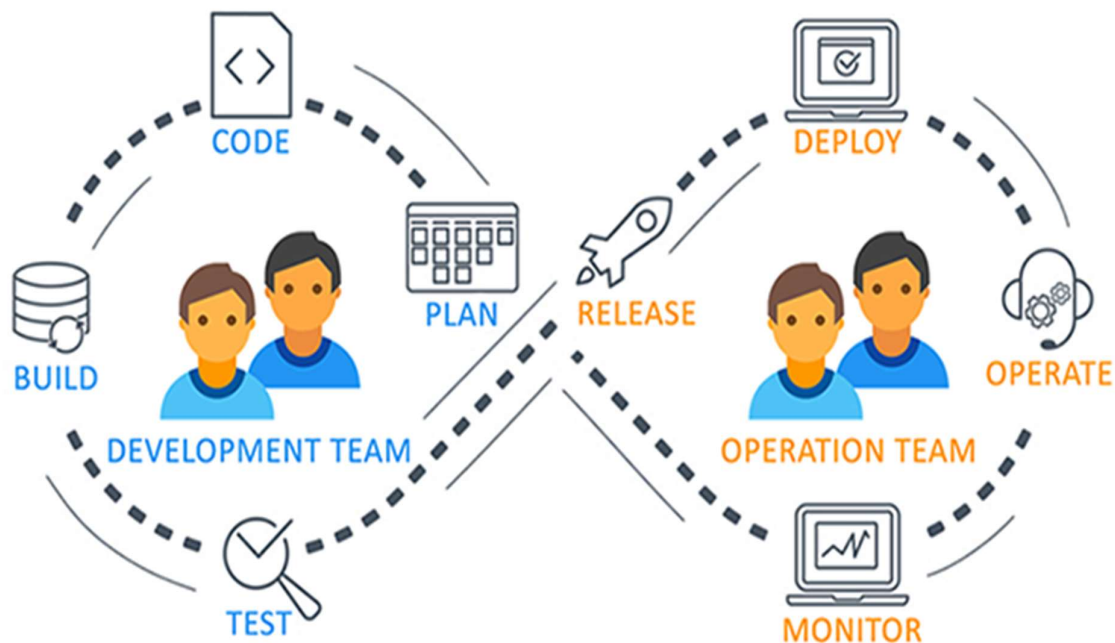 CODE
DEPLOY
PLAN
RELEASE
BUILD
OPERATE
DEVELOPMENT TEAM
OPERATION TEAM
TEST
MONITOR